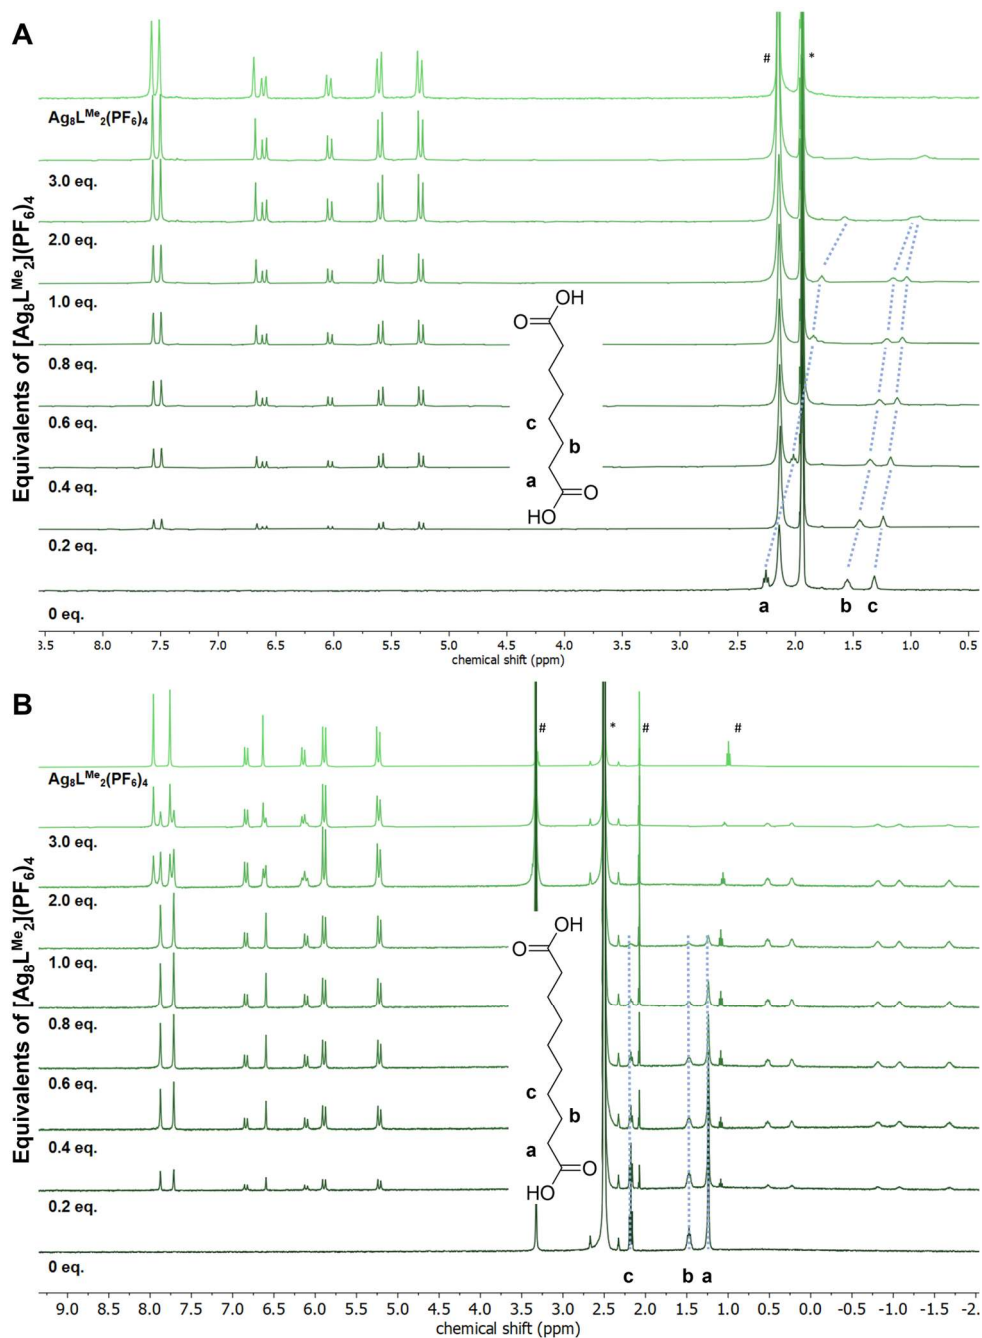 A
# *
Ag₈Lᴹᵉ₂(PF₆)₄
3.0 eq.
2.0 eq.
1.0 eq.
0.8 eq.
0.6 eq.
0.4 eq.
0.2 eq.
0 eq.
Equivalents of [Ag₈Lᴹᵉ₂](PF₆)₄
OH
O
c
b
a
O
HO
a b c
8.5 8.0 7.5 7.0 6.5 6.0 5.5 5.0 4.5 4.0 3.5 3.0 2.5 2.0 1.5 1.0 0.5
chemical shift (ppm)
B
# * # #
Ag₈Lᴹᵉ₂(PF₆)₄
3.0 eq.
2.0 eq.
1.0 eq.
0.8 eq.
0.6 eq.
0.4 eq.
0.2 eq.
0 eq.
Equivalents of [Ag₈Lᴹᵉ₂](PF₆)₄
OH
O
c
b
a
O
HO
c b a
9.0 8.5 8.0 7.5 7.0 6.5 6.0 5.5 5.0 4.5 4.0 3.5 3.0 2.5 2.0 1.5 1.0 0.5 0.0 -0.5 -1.0 -1.5 -2.
chemical shift (ppm)